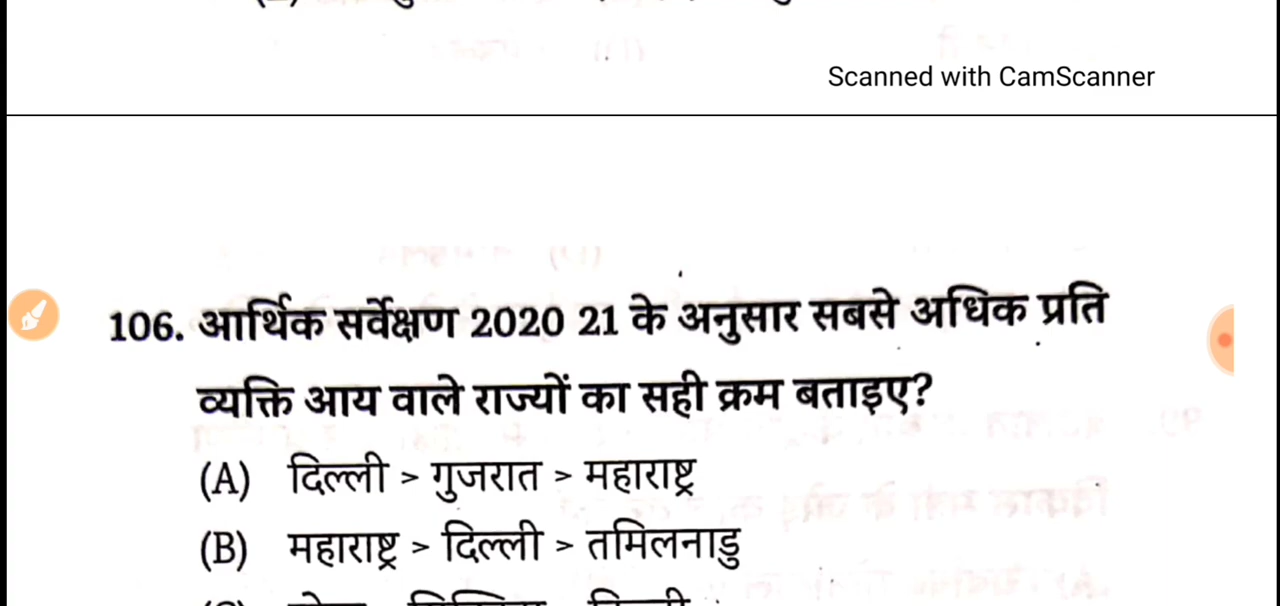 Scanned with CamScanner
106. आर्थिक सर्वेक्षण 2020 21 के अनुसार सबसे अधिक प्रति
व्यक्ति आय वाले राज्यों का सही क्रम बताइए?
(A) दिल्ली > गुजरात > महाराष्ट्र
(B) महाराष्ट्र > दिल्ली > तमिलनाडु